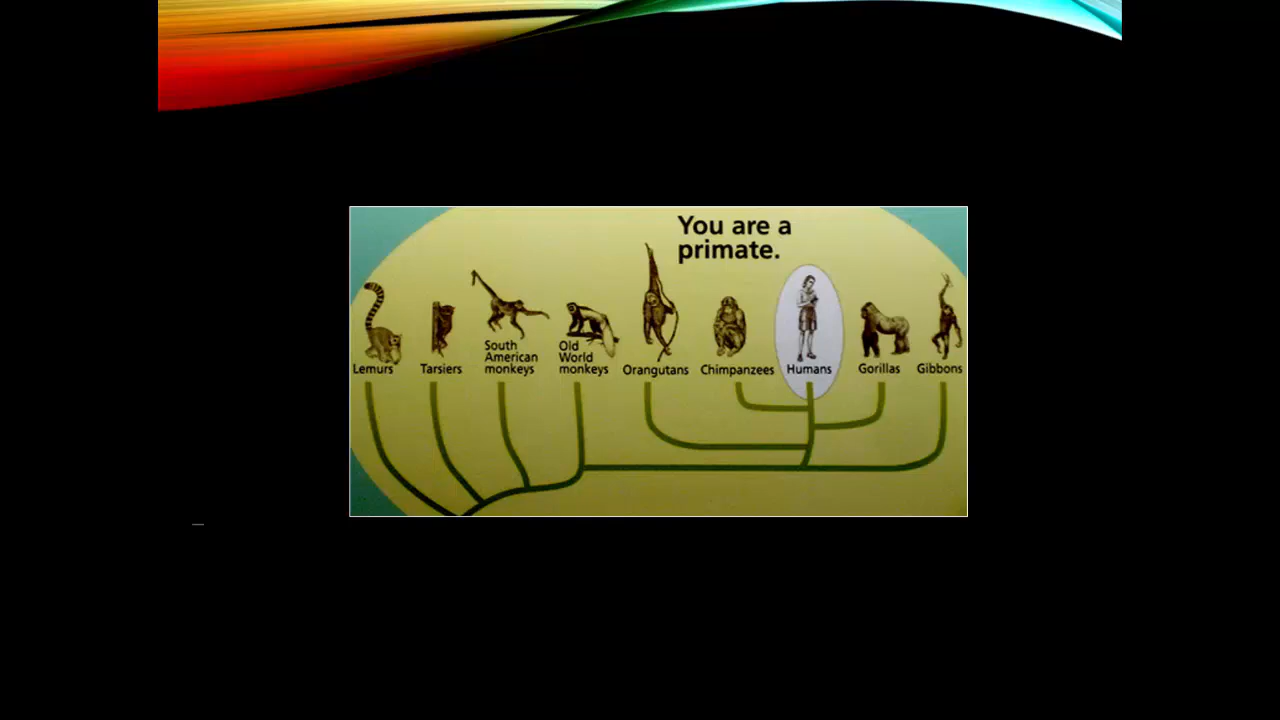 You are a
primate.
Lemurs
Tarsiers
South
American
monkeys
Old
World
monkeys
Orangutans
Chimpanzees
Humans
Gorillas
Gibbons